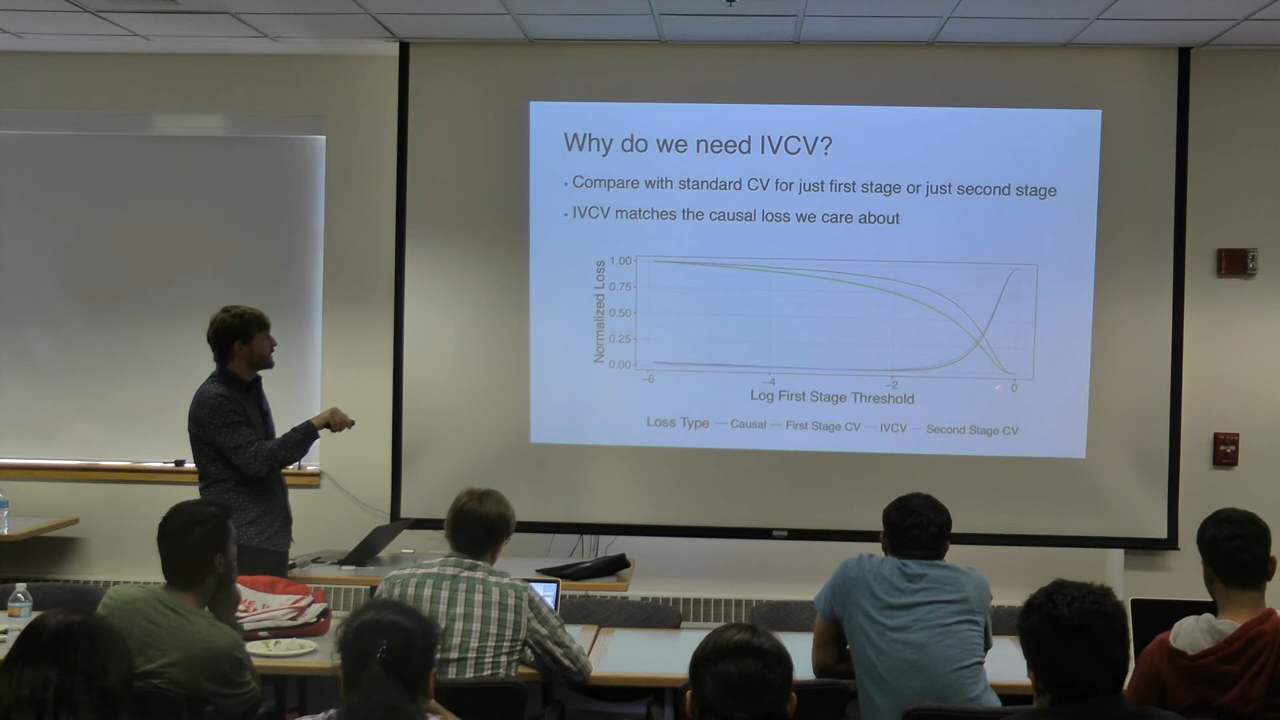 Why do we need IVCV?
· Compare with standard CV for just first stage or just second stage
· IVCV matches the causal loss we care about
Normalized Loss
1.00
0.75
0.50
0.25
0.00
−6
−4
−2
0
Log First Stage Threshold
Loss Type — Causal — First Stage CV — IVCV — Second Stage CV